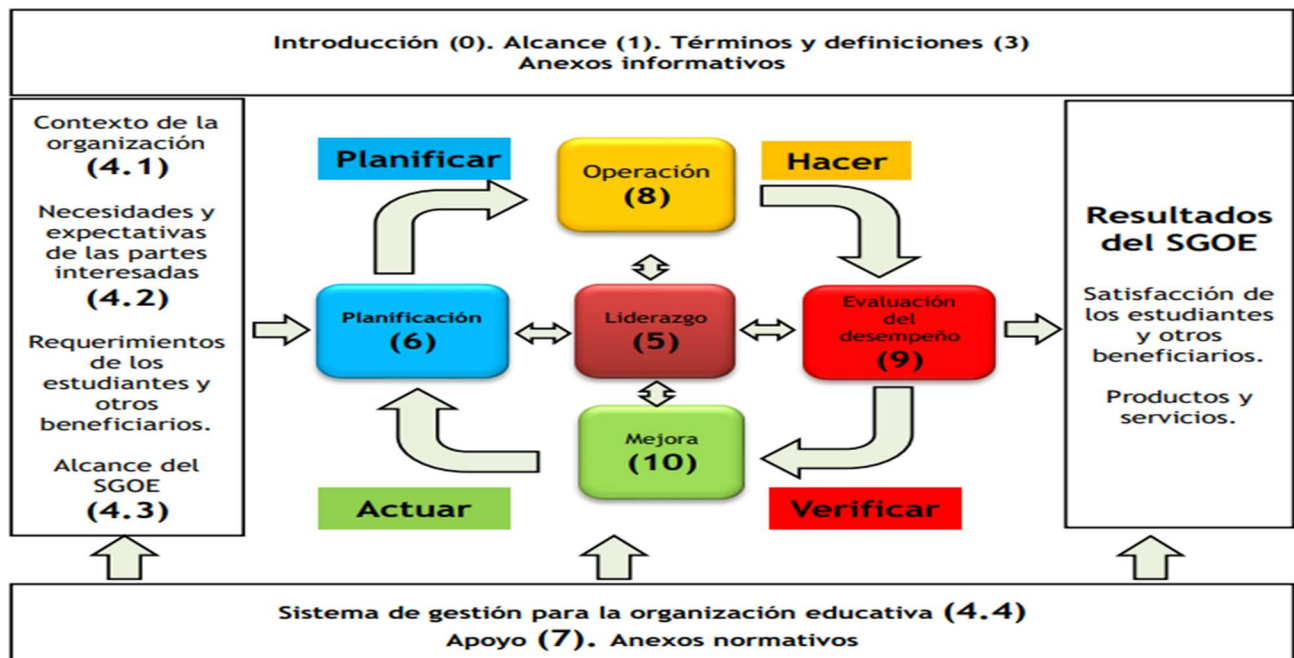 Introducción (0). Alcance (1). Términos y definiciones (3)
Anexos informativos
Contexto de la
organización
(4.1)
Necesidades y
expectativas
de las partes
interesadas
(4.2)
Requerimientos
de los
estudiantes y
otros
beneficiarios.
Alcance del
SGOE
(4.3)
Planificar
Operación
(8)
Hacer
Planificación
(6)
Liderazgo
(5)
Evaluación
del
desempeño
(9)
Mejora
(10)
Actuar
Verificar
Resultados
del SGOE
Satisfacción de
los estudiantes
y otros
beneficiarios.
Productos y
servicios.
Sistema de gestión para la organización educativa (4.4)
Apoyo (7). Anexos normativos